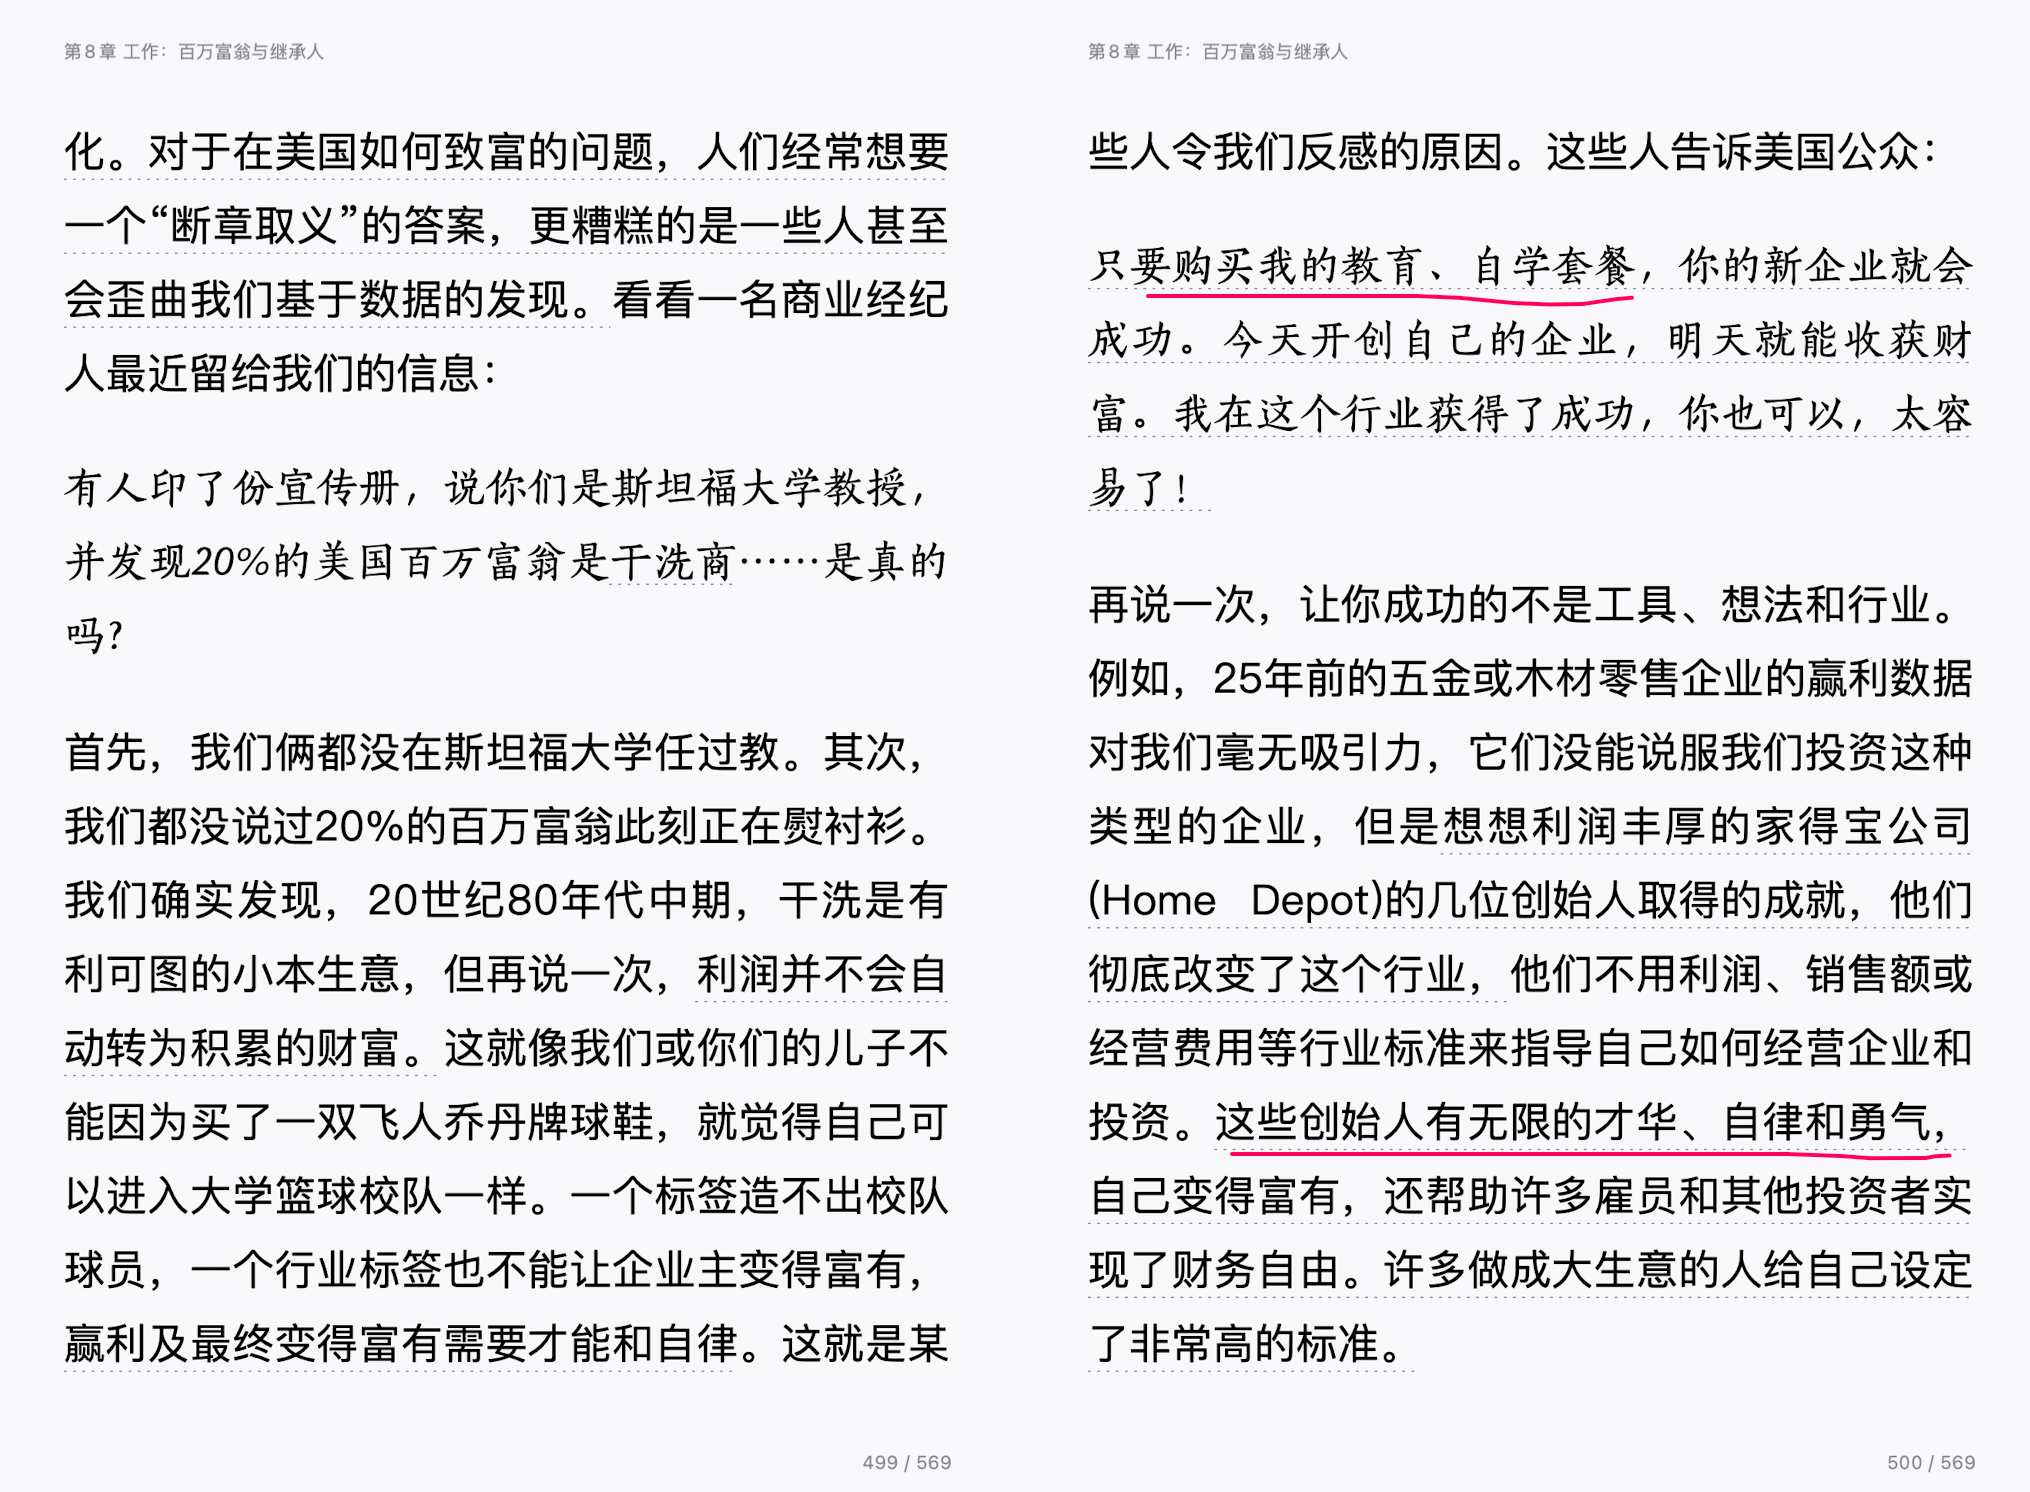 第8章 工作：百万富翁与继承人
化。对于在美国如何致富的问题，人们经常想要
一个“断章取义”的答案，更糟糕的是一些人甚至
会歪曲我们基于数据的发现。看看一名商业经纪
人最近留给我们的信息：
有人印了份宣传册，说你们是斯坦福大学教授，
并发现20%的美国百万富翁是干洗商……是真的
吗？
首先，我们俩都没在斯坦福大学任过教。其次，
我们都没说过20%的百万富翁此刻正在熨衬衫。
我们确实发现，20世纪80年代中期，干洗是有
利可图的小本生意，但再说一次，利润并不会自
动转为积累的财富。这就像我们或你们的儿子不
能因为买了一双飞人乔丹牌球鞋，就觉得自己可
以进入大学篮球校队一样。一个标签造不出校队
球员，一个行业标签也不能让企业主变得富有，
赢利及最终变得富有需要才能和自律。这就是某
499 / 569
第8章 工作：百万富翁与继承人
些人令我们反感的原因。这些人告诉美国公众：
只要购买我的教育、自学套餐，你的新企业就会
成功。今天开创自己的企业，明天就能收获财
富。我在这个行业获得了成功，你也可以，太容
易了！
再说一次，让你成功的不是工具、想法和行业。
例如，25年前的五金或木材零售企业的赢利数据
对我们毫无吸引力，它们没能说服我们投资这种
类型的企业，但是想想利润丰厚的家得宝公司
(Home Depot)的几位创始人取得的成就，他们
彻底改变了这个行业，他们不用利润、销售额或
经营费用等行业标准来指导自己如何经营企业和
投资。这些创始人有无限的才华、自律和勇气，
自己变得富有，还帮助许多雇员和其他投资者实
现了财务自由。许多做成大生意的人给自己设定
了非常高的标准。
500 / 569